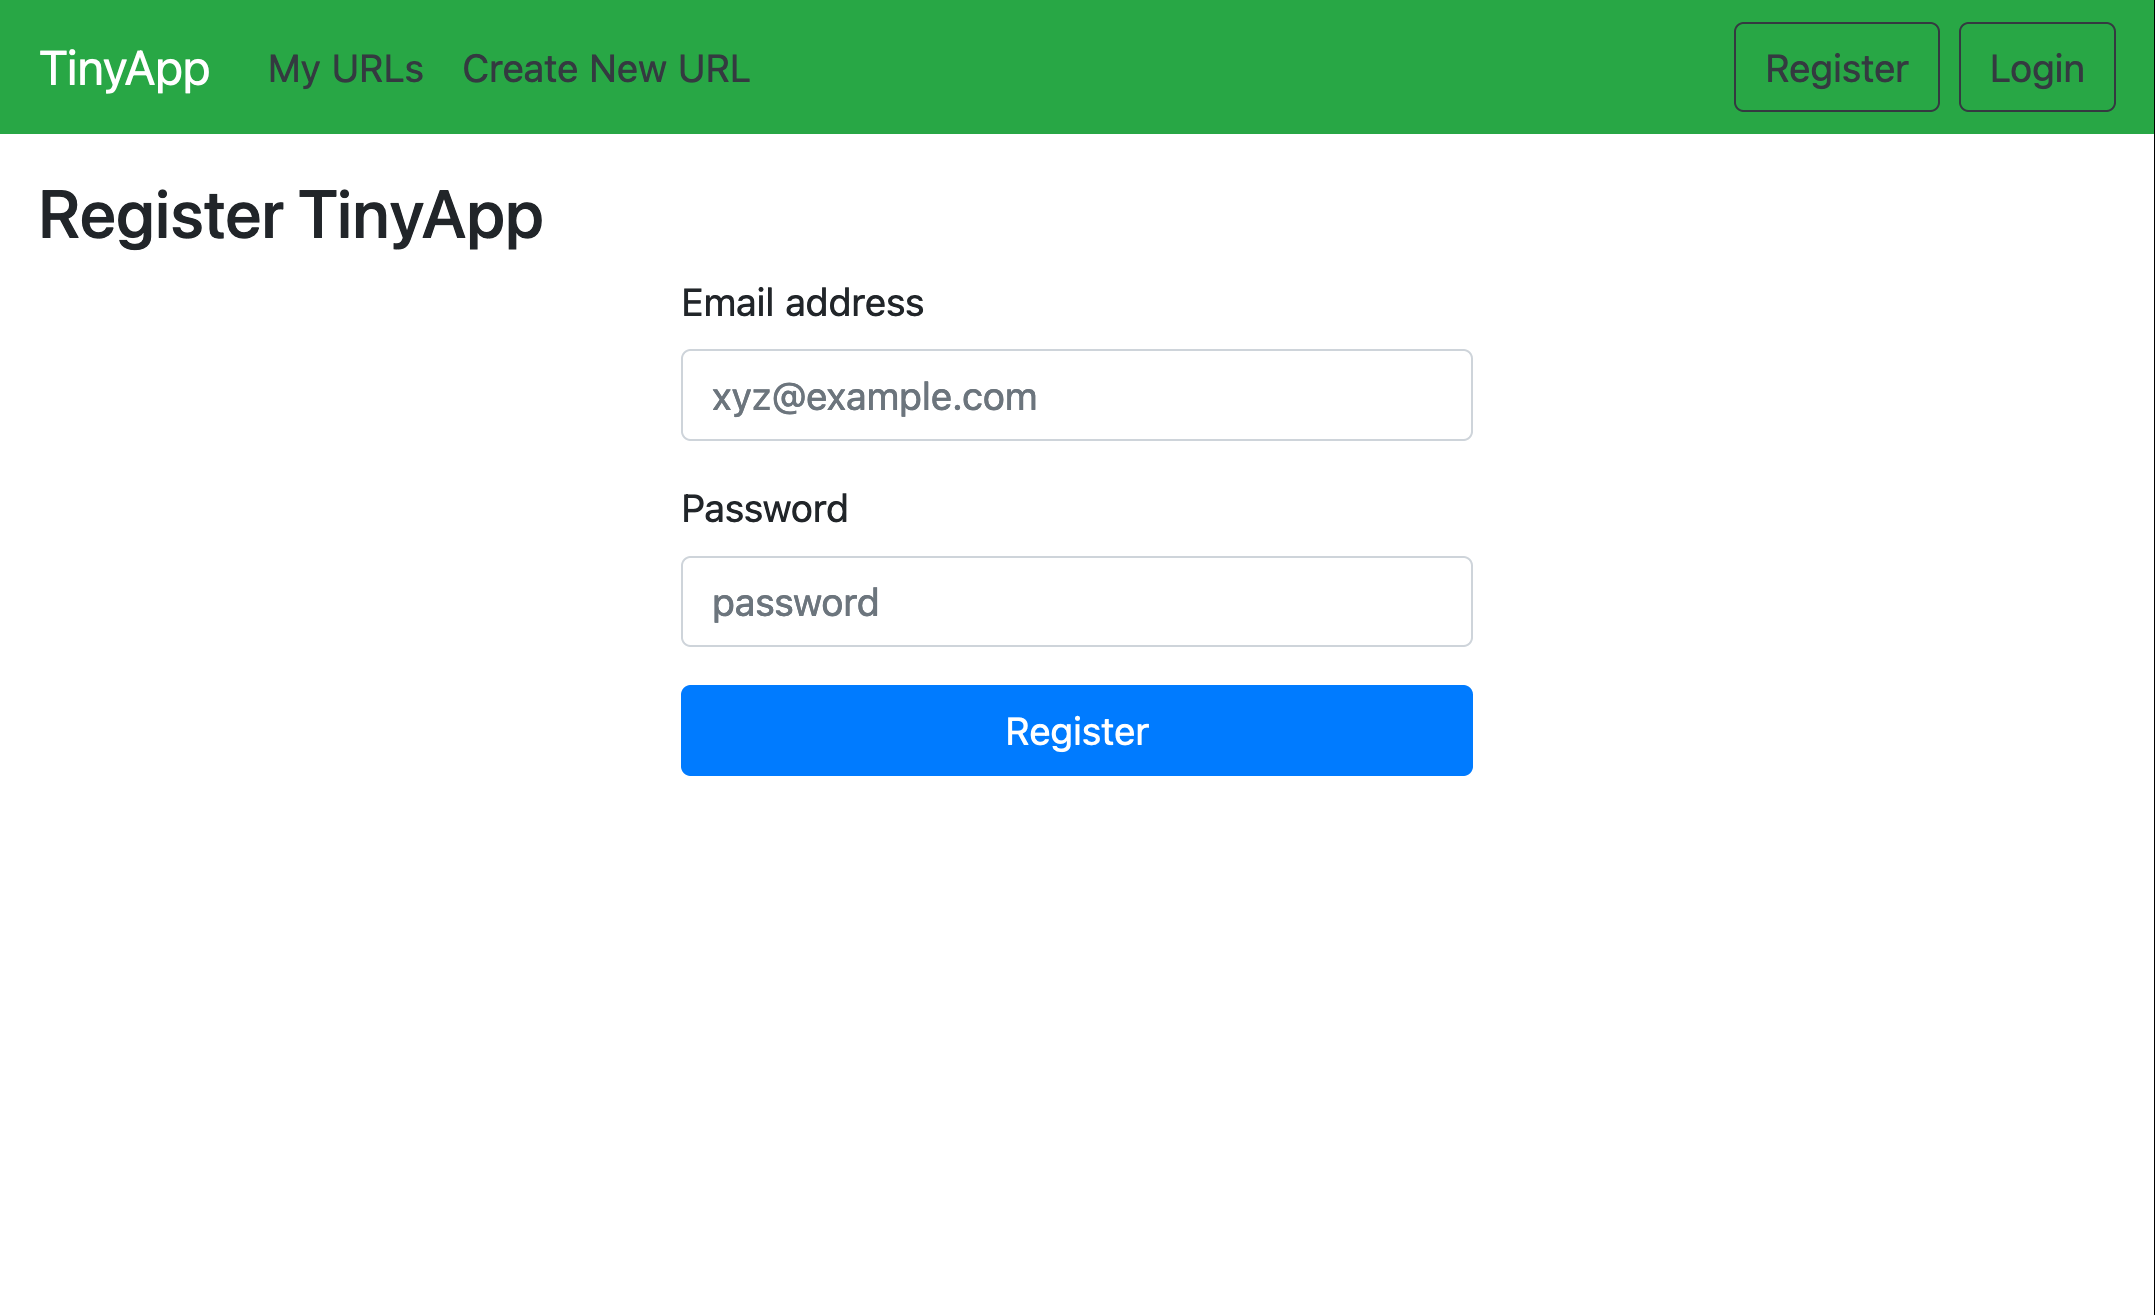 TinyApp My URLs Create New URL Register Login
Register TinyApp
Email address
xyz@example.com
Password
password
Register